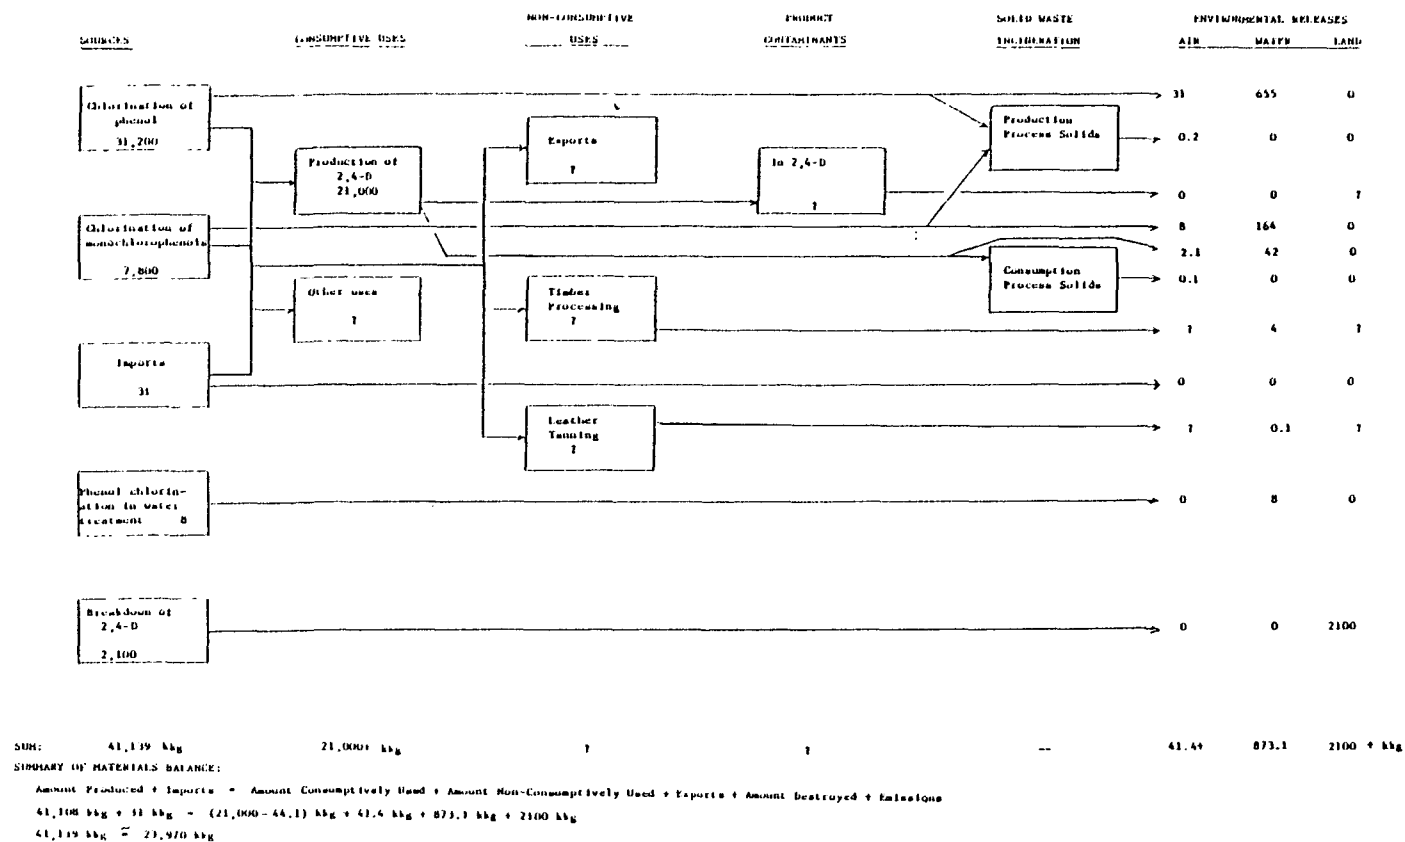 NON-CONSUMPTIVE PRODUCT SOLID WASTE ENVIRONMENTAL RELEASES
SOURCES CONSUMPTIVE USES USES CONTAMINANTS INCINERATION AIR WATER LAND
Chlorination of
phenol
31,200
31 655 0
Production
Process Solids
0.2 0 0
Exports
?
Production of
2,4-D
21,000
In 2,4-D
?
0 0 ?
Chlorination of
monochlorophenols
7,800
8 164 0
2.1 42 0
Consumption
Process Solids
0.1 0 0
Other uses
?
Timber
Processing
?
? 4 ?
Imports
31
0 0 0
Leather
Tanning
?
? 0.1 ?
Phenol chlorin-
ation in water
treatment 8
0 8 0
Breakdown of
2,4-D
2,100
0 0 2100
SUM: 41,139 kkg 21,000+ kkg ? ? -- 41.4+ 873.1 2100 + kkg
SUMMARY OF MATERIALS BALANCE:
Amount Produced + Imports = Amount Consumptively Used + Amount Non-Consumptively Used + Exports + Amount Destroyed + Emissions
41,108 kkg + 31 kkg = (21,000-44.1) kkg + 41.4 kkg + 873.1 kkg + 2100 kkg
41,139 kkg ≅ 23,970 kkg